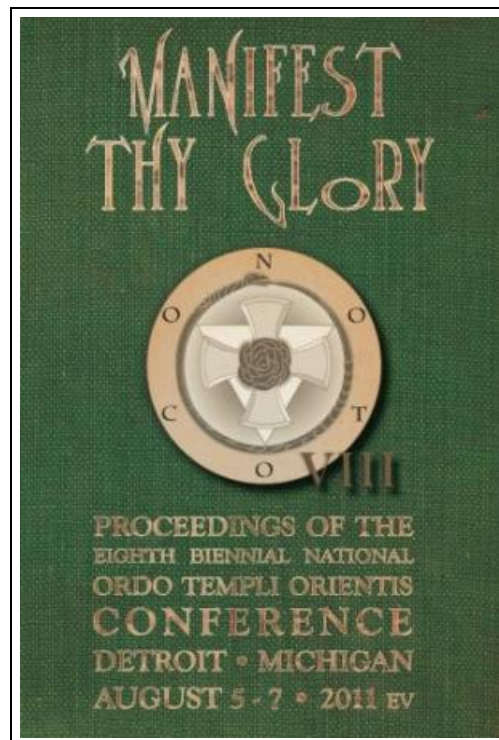 MANIFEST
THY GLORY
N O T O C O
VIII
PROCEEDINGS OF THE
EIGHTH BIENNIAL NATIONAL
ORDO TEMPLI ORIENTIS
CONFERENCE
DETROIT • MICHIGAN
AUGUST 5 - 7 • 2011 EV